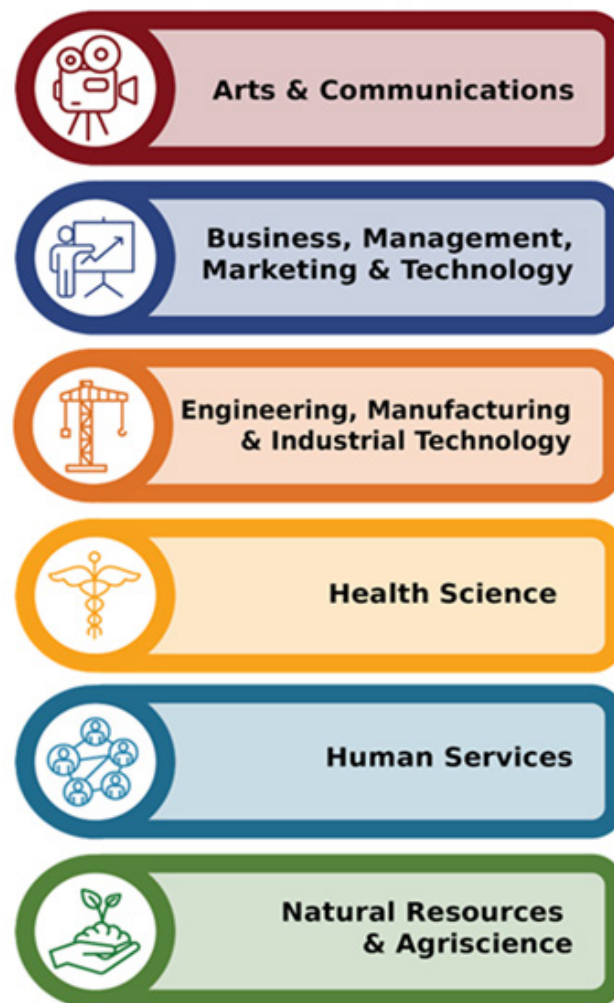 Arts & Communications
Business, Management,
Marketing & Technology
Engineering, Manufacturing
& Industrial Technology
Health Science
Human Services
Natural Resources
& Agriscience